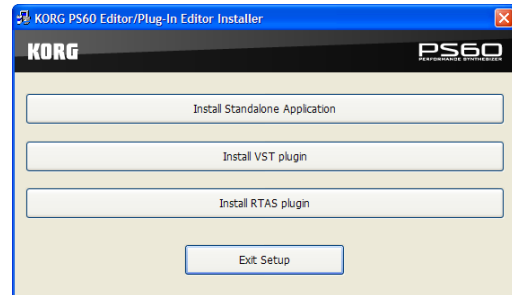 KORG PS60 Editor/Plug-In Editor Installer
KORG
PS60
PERFORMANCE SYNTHESIZER
Install Standalone Application
Install VST plugin
Install RTAS plugin
Exit Setup